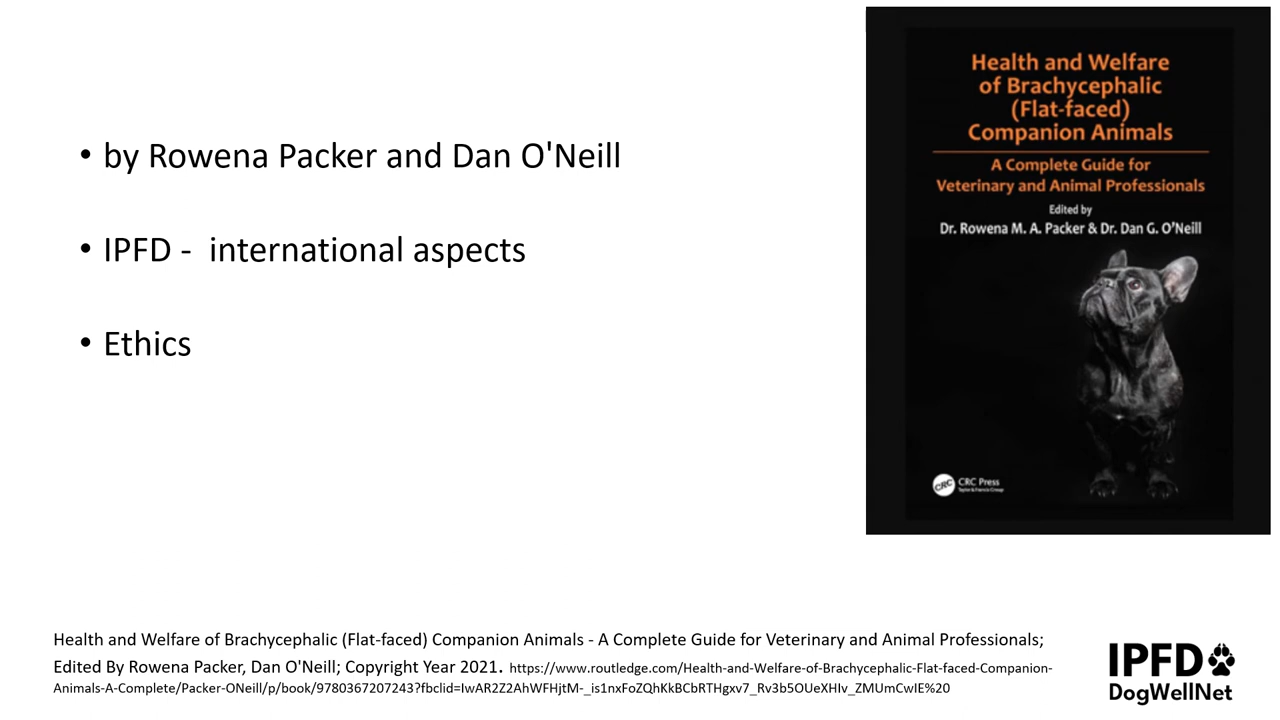 • by Rowena Packer and Dan O'Neill
• IPFD - international aspects
• Ethics
Health and Welfare
of Brachycephalic
(Flat-faced)
Companion Animals
A Complete Guide for
Veterinary and Animal Professionals
Edited by
Dr. Rowena M. A. Packer & Dr. Dan G. O'Neill
CRC
CRC Press
Taylor & Francis Group
Health and Welfare of Brachycephalic (Flat-faced) Companion Animals - A Complete Guide for Veterinary and Animal Professionals;
Edited By Rowena Packer, Dan O'Neill; Copyright Year 2021. https://www.routledge.com/Health-and-Welfare-of-Brachycephalic-Flat-faced-Companion-
Animals-A-Complete/Packer-ONeill/p/book/9780367207243?fbclid=IwAR2Z2AhWFHjtM-_is1nxFoZQhKkBCbRTHgxv7_Rv3b5OUeXHIv_ZMUmCwIE%20
IPFD
DogWellNet